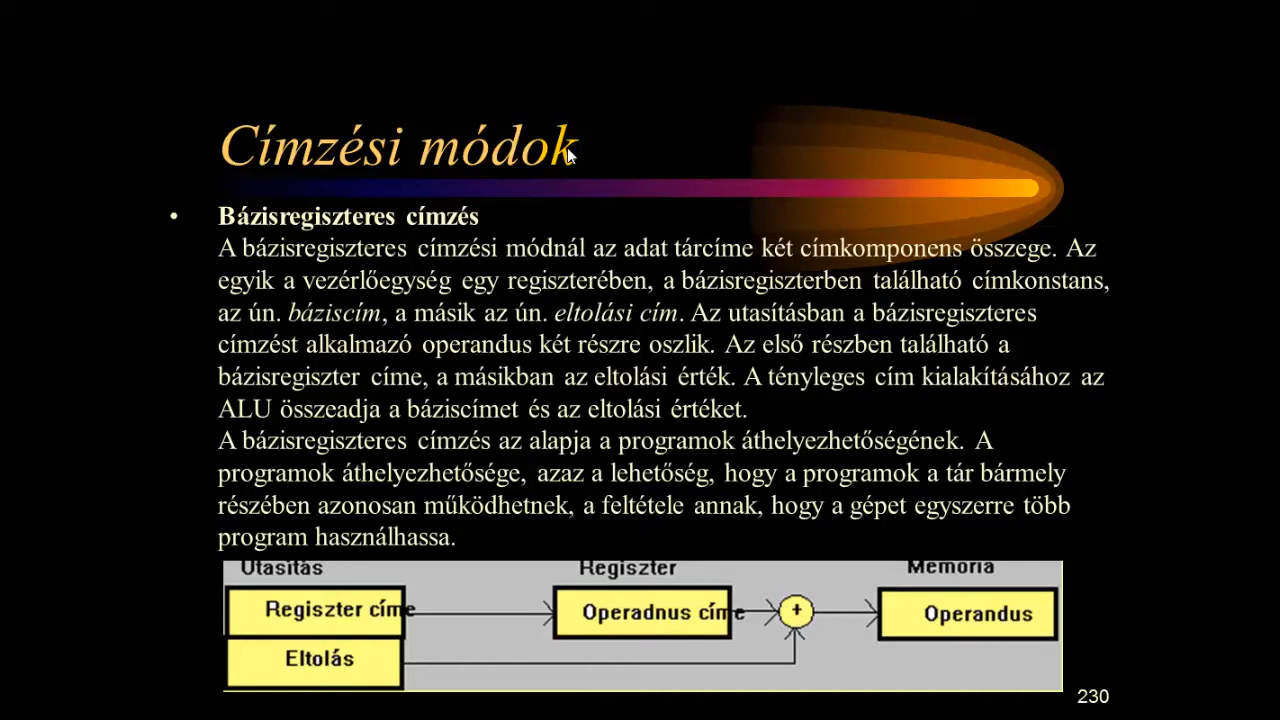 Címzési módok
• Bázisregiszteres címzés
A bázisregiszteres címzési módnál az adat tárcíme két címkomponens összege. Az
egyik a vezérlőegység egy regiszterében, a bázisregiszterben található címkonstans,
az ún. báziscím, a másik az ún. eltolási cím. Az utasításban a bázisregiszteres
címzést alkalmazó operandus két részre oszlik. Az első részben található a
bázisregiszter címe, a másikban az eltolási érték. A tényleges cím kialakításához az
ALU összeadja a báziscímet és az eltolási értéket.
A bázisregiszteres címzés az alapja a programok áthelyezhetőségének. A
programok áthelyezhetősége, azaz a lehetőség, hogy a programok a tár bármely
részében azonosan működhetnek, a feltétele annak, hogy a gépet egyszerre több
program használhassa.
Utasítás Regiszter Memória
Regiszter címe Operadnus címe + Operandus
Eltolás
230